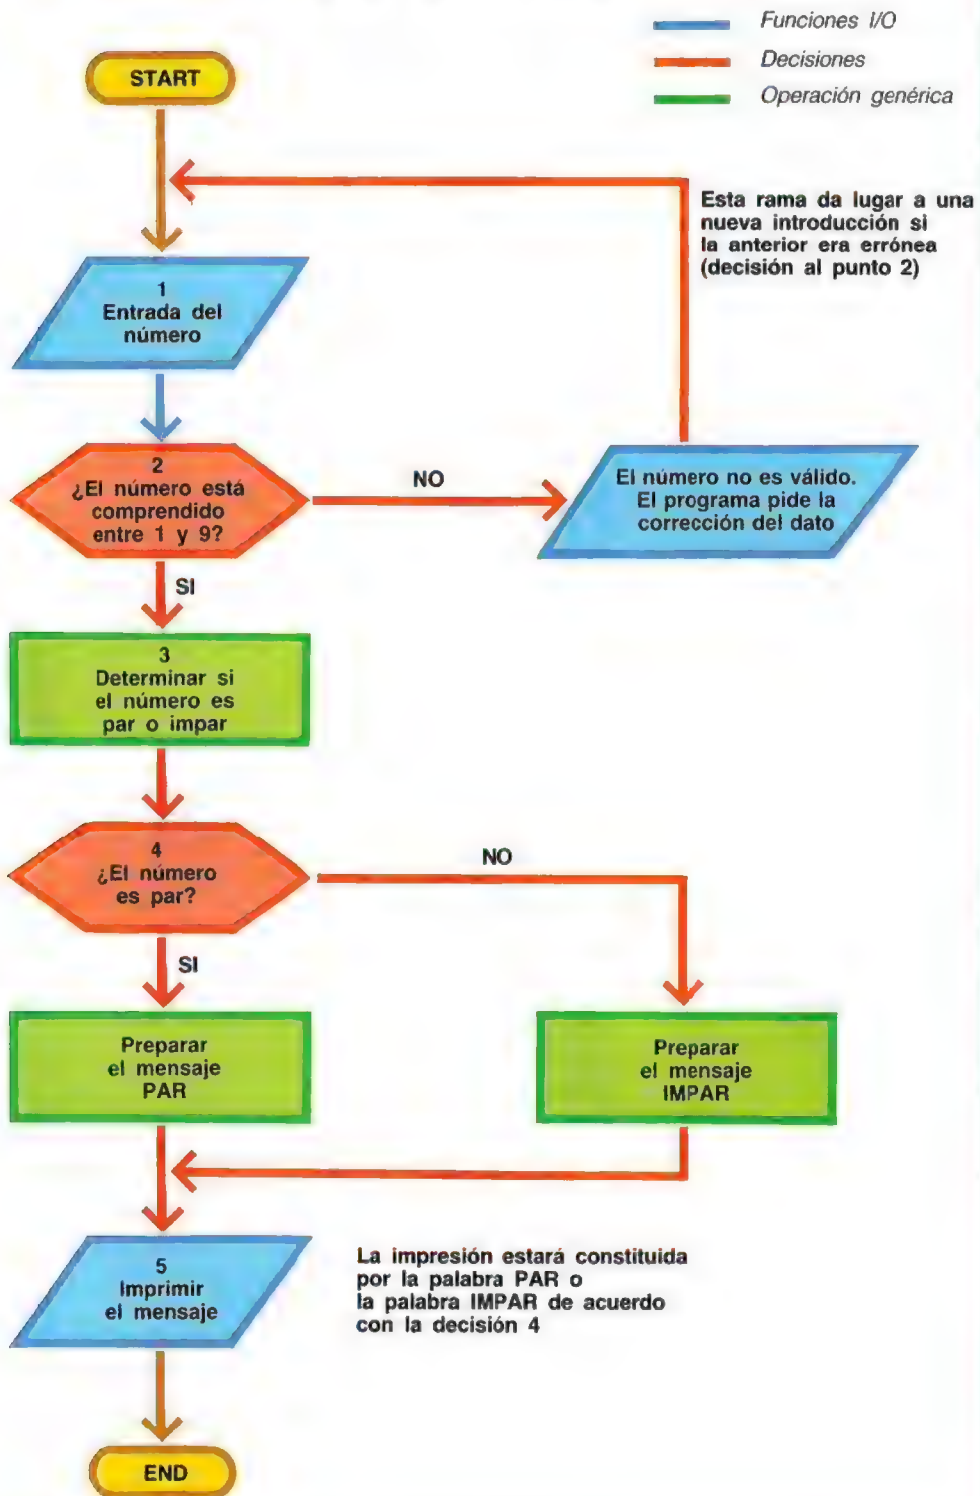 Funciones I/O
Decisiones
Operación genérica
START
Esta rama da lugar a una
nueva introducción si
la anterior era errónea
(decisión al punto 2)
1
Entrada del
número
2
¿El número está
comprendido
entre 1 y 9?
NO
El número no es válido.
El programa pide la
corrección del dato
SI
3
Determinar si
el número es
par o impar
4
¿El número
es par?
NO
SI
Preparar
el mensaje
PAR
Preparar
el mensaje
IMPAR
5
Imprimir
el mensaje
La impresión estará constituida
por la palabra PAR o
la palabra IMPAR de acuerdo
con la decisión 4
END